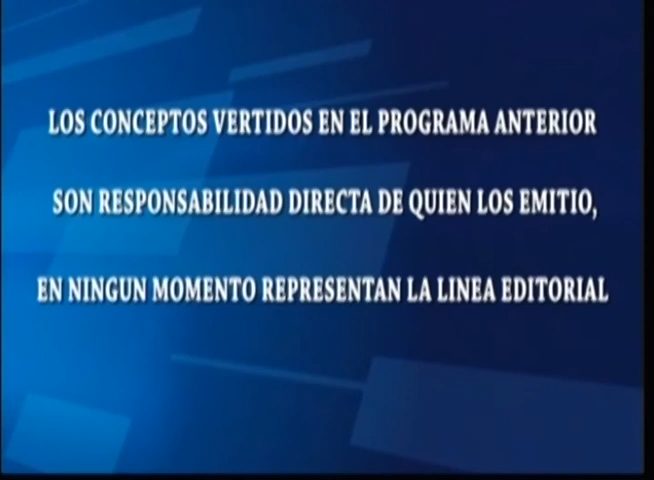 LOS CONCEPTOS VERTIDOS EN EL PROGRAMA ANTERIOR
SON RESPONSABILIDAD DIRECTA DE QUIEN LOS EMITIO,
EN NINGUN MOMENTO REPRESENTAN LA LINEA EDITORIAL